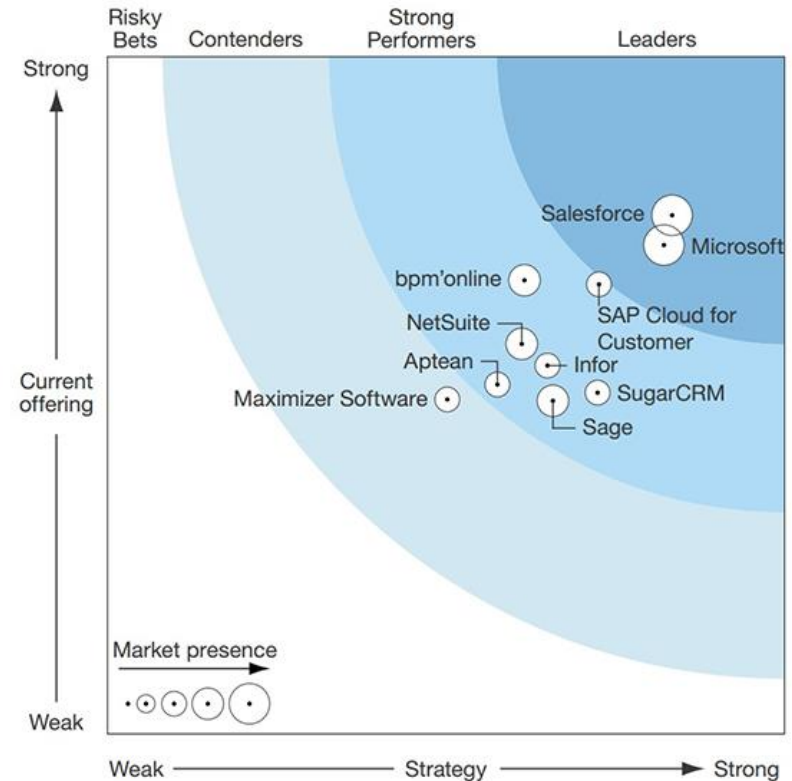 Risky
Bets
Contenders
Strong
Performers
Leaders
Strong
Salesforce
Microsoft
bpm'online
SAP Cloud for
Customer
NetSuite
Infor
Aptean
Current
offering
Maximizer Software
SugarCRM
Sage
Market presence
Weak
Weak
Strategy
Strong